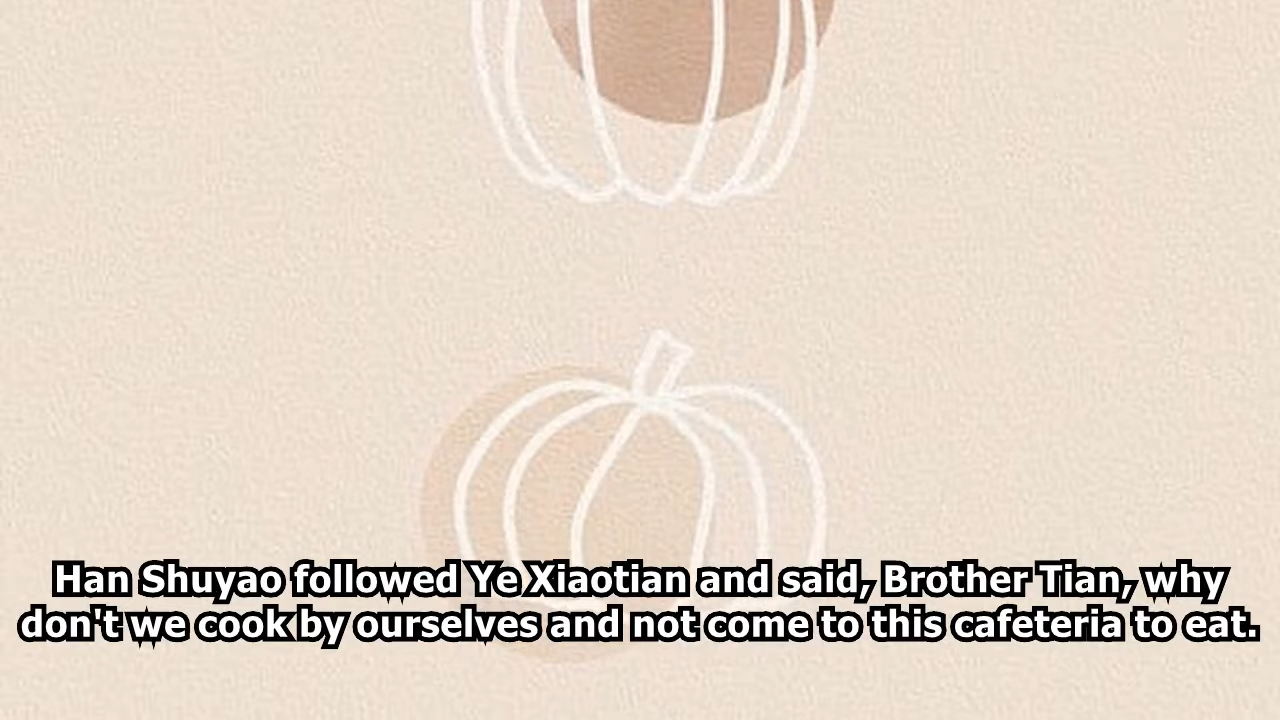 Han Shuyao followed Ye Xiaotian and said, Brother Tian, why
don't we cook by ourselves and not come to this cafeteria to eat.